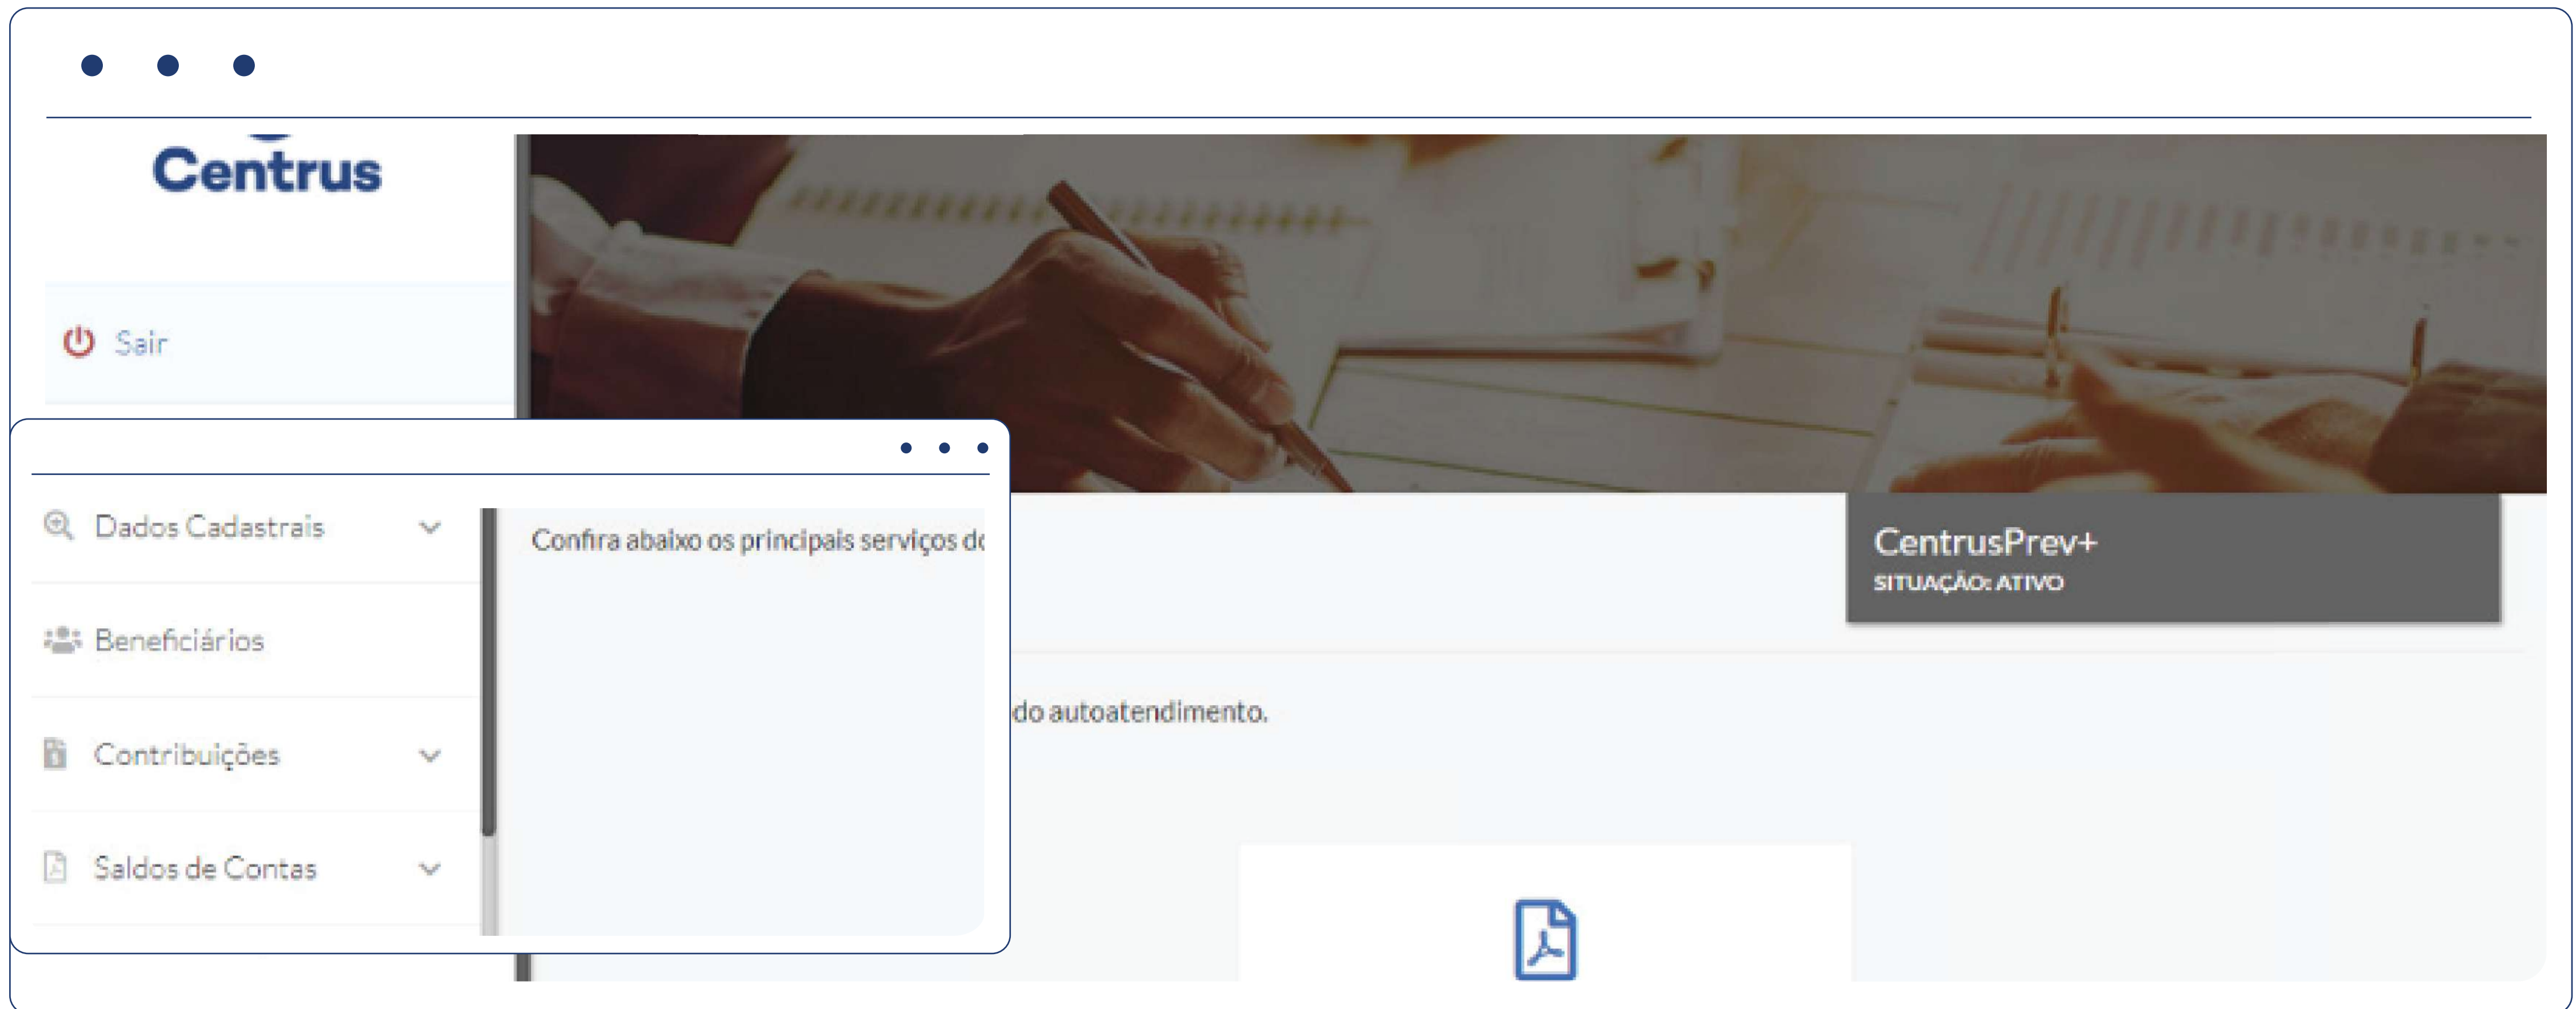 Centrus
Sair
CentrusPrev+
SITUAÇÃO: ATIVO
Dados Cadastrais
Beneficiários
Contribuições
Saldos de Contas
Confira abaixo os principais serviços do
do autoatendimento.